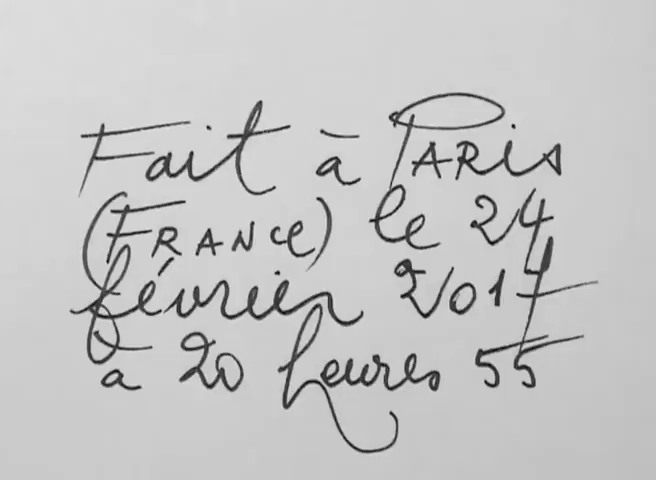 Fait à Paris
(France) le 24
février 2017
à 20 heures 55